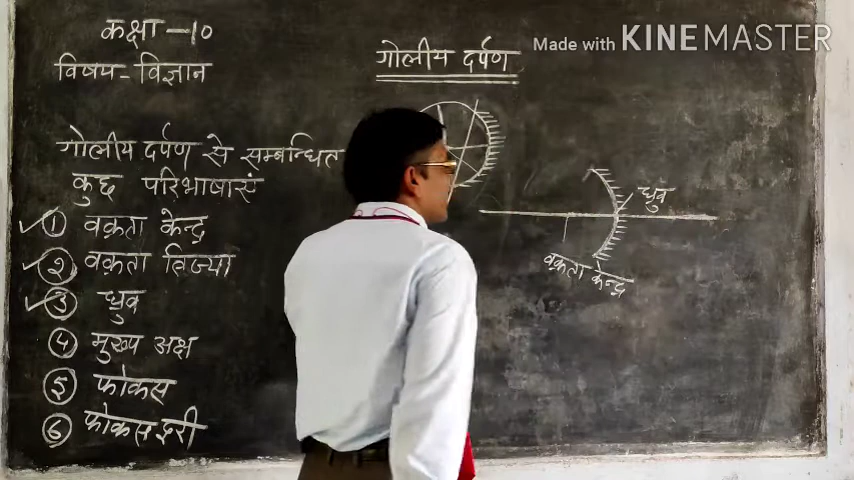 कक्षा - 10
विषय - विज्ञान
गोलीय दर्पण
Made with KINEMASTER
गोलीय दर्पण से सम्बन्धित
कुछ परिभाषाएं
① वक्रता केन्द्र
② वक्रता त्रिज्या
③ ध्रुव
④ मुख्य अक्ष
⑤ फोकस
⑥ फोकस दूरी
ध्रुव
वक्रता केन्द्र